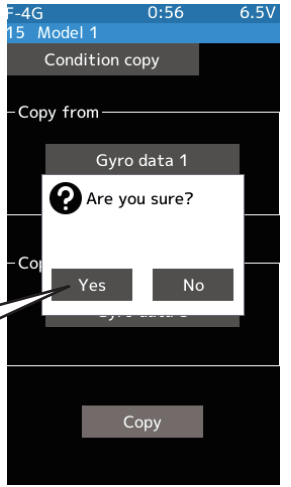 F-4G 0:56 6.5V
15 Model 1
Condition copy
Copy from
Gyro data 1
Are you sure?
Yes No
Copy